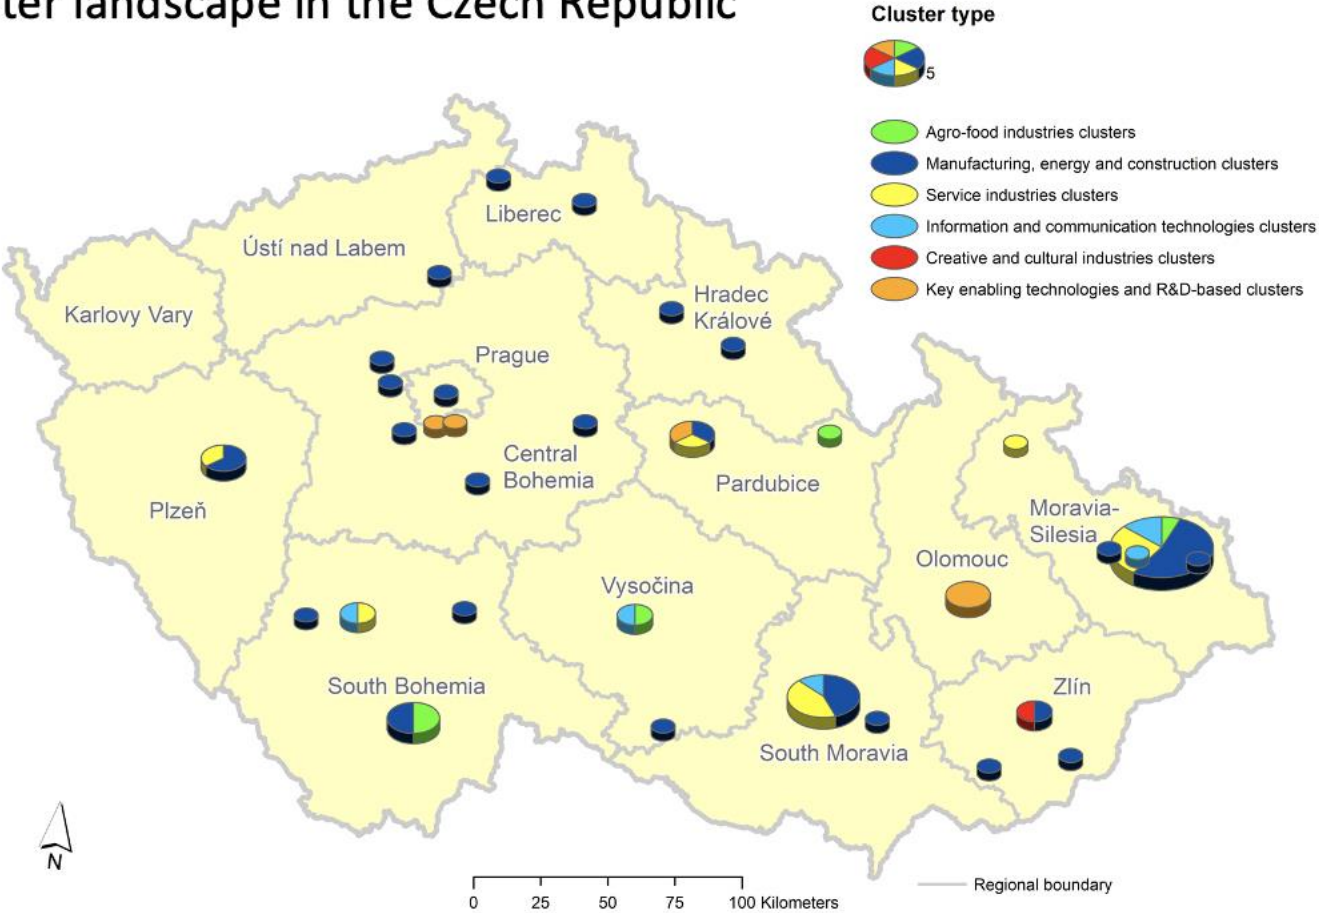 ter landscape in the Czech Republic
Cluster type
5
Agro-food industries clusters
Manufacturing, energy and construction clusters
Service industries clusters
Information and communication technologies clusters
Creative and cultural industries clusters
Key enabling technologies and R&D-based clusters
Liberec
Ústí nad Labem
Karlovy Vary
Hradec
Králové
Prague
Central
Bohemia
Plzeň
Pardubice
Moravia-
Silesia
Olomouc
Vysočina
South Bohemia
Zlín
South Moravia
N
0 25 50 75 100 Kilometers
Regional boundary